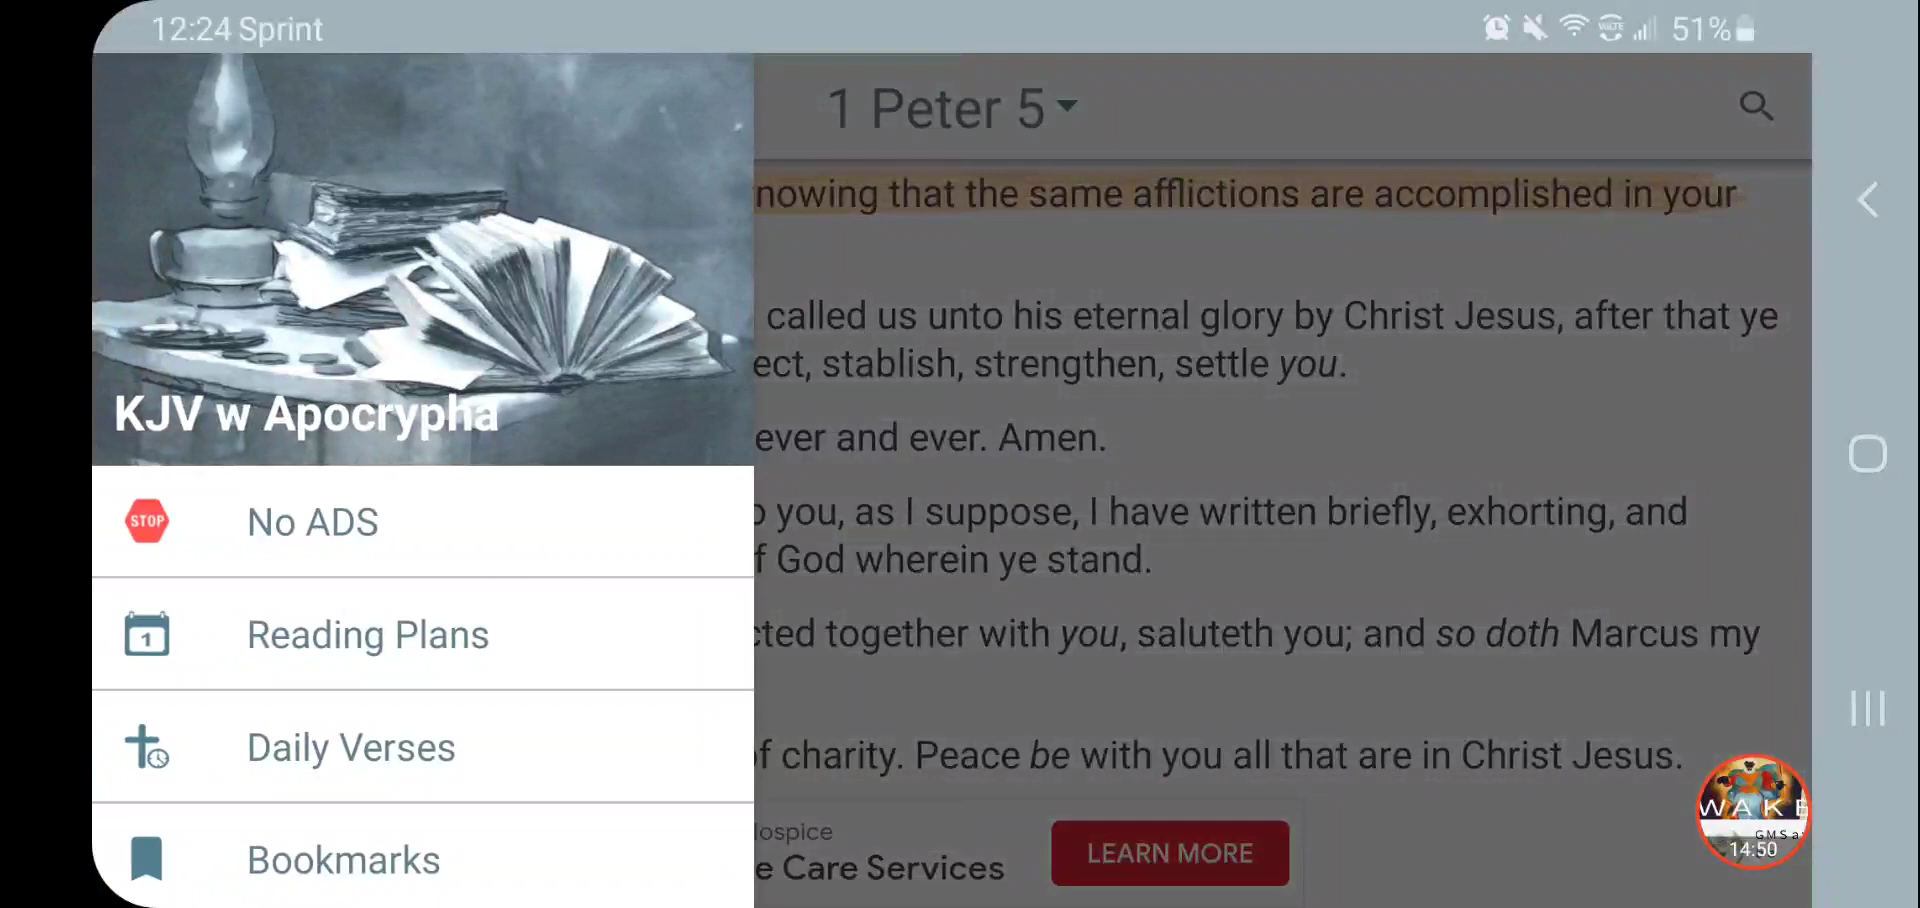 12:24 Sprint
51%
KJV w Apocrypha
STOP No ADS
1 Reading Plans
Daily Verses
Bookmarks
1 Peter 5
nowing that the same afflictions are accomplished in your
called us unto his eternal glory by Christ Jesus, after that ye
ect, stablish, strengthen, settle you.
ever and ever. Amen.
o you, as I suppose, I have written briefly, exhorting, and
f God wherein ye stand.
cted together with you, saluteth you; and so doth Marcus my
of charity. Peace be with you all that are in Christ Jesus.
ospice
e Care Services
LEARN MORE
WAKE
GMS a
14:50